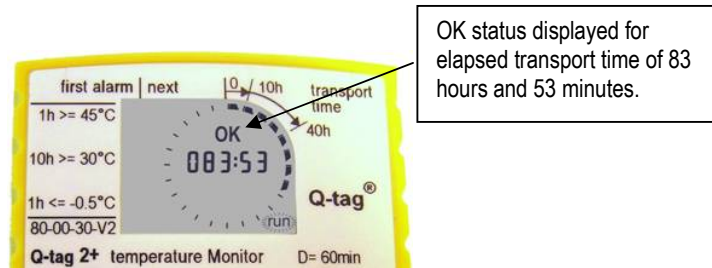 OK status displayed for
elapsed transport time of 83
hours and 53 minutes.
first alarm | next
0 10h
transport
time
40h
1h >= 45°C
OK
10h >= 30°C
083:53
1h <= -0.5°C
Q-tag®
80-00-30-V2
run
Q-tag 2+ temperature Monitor D= 60min